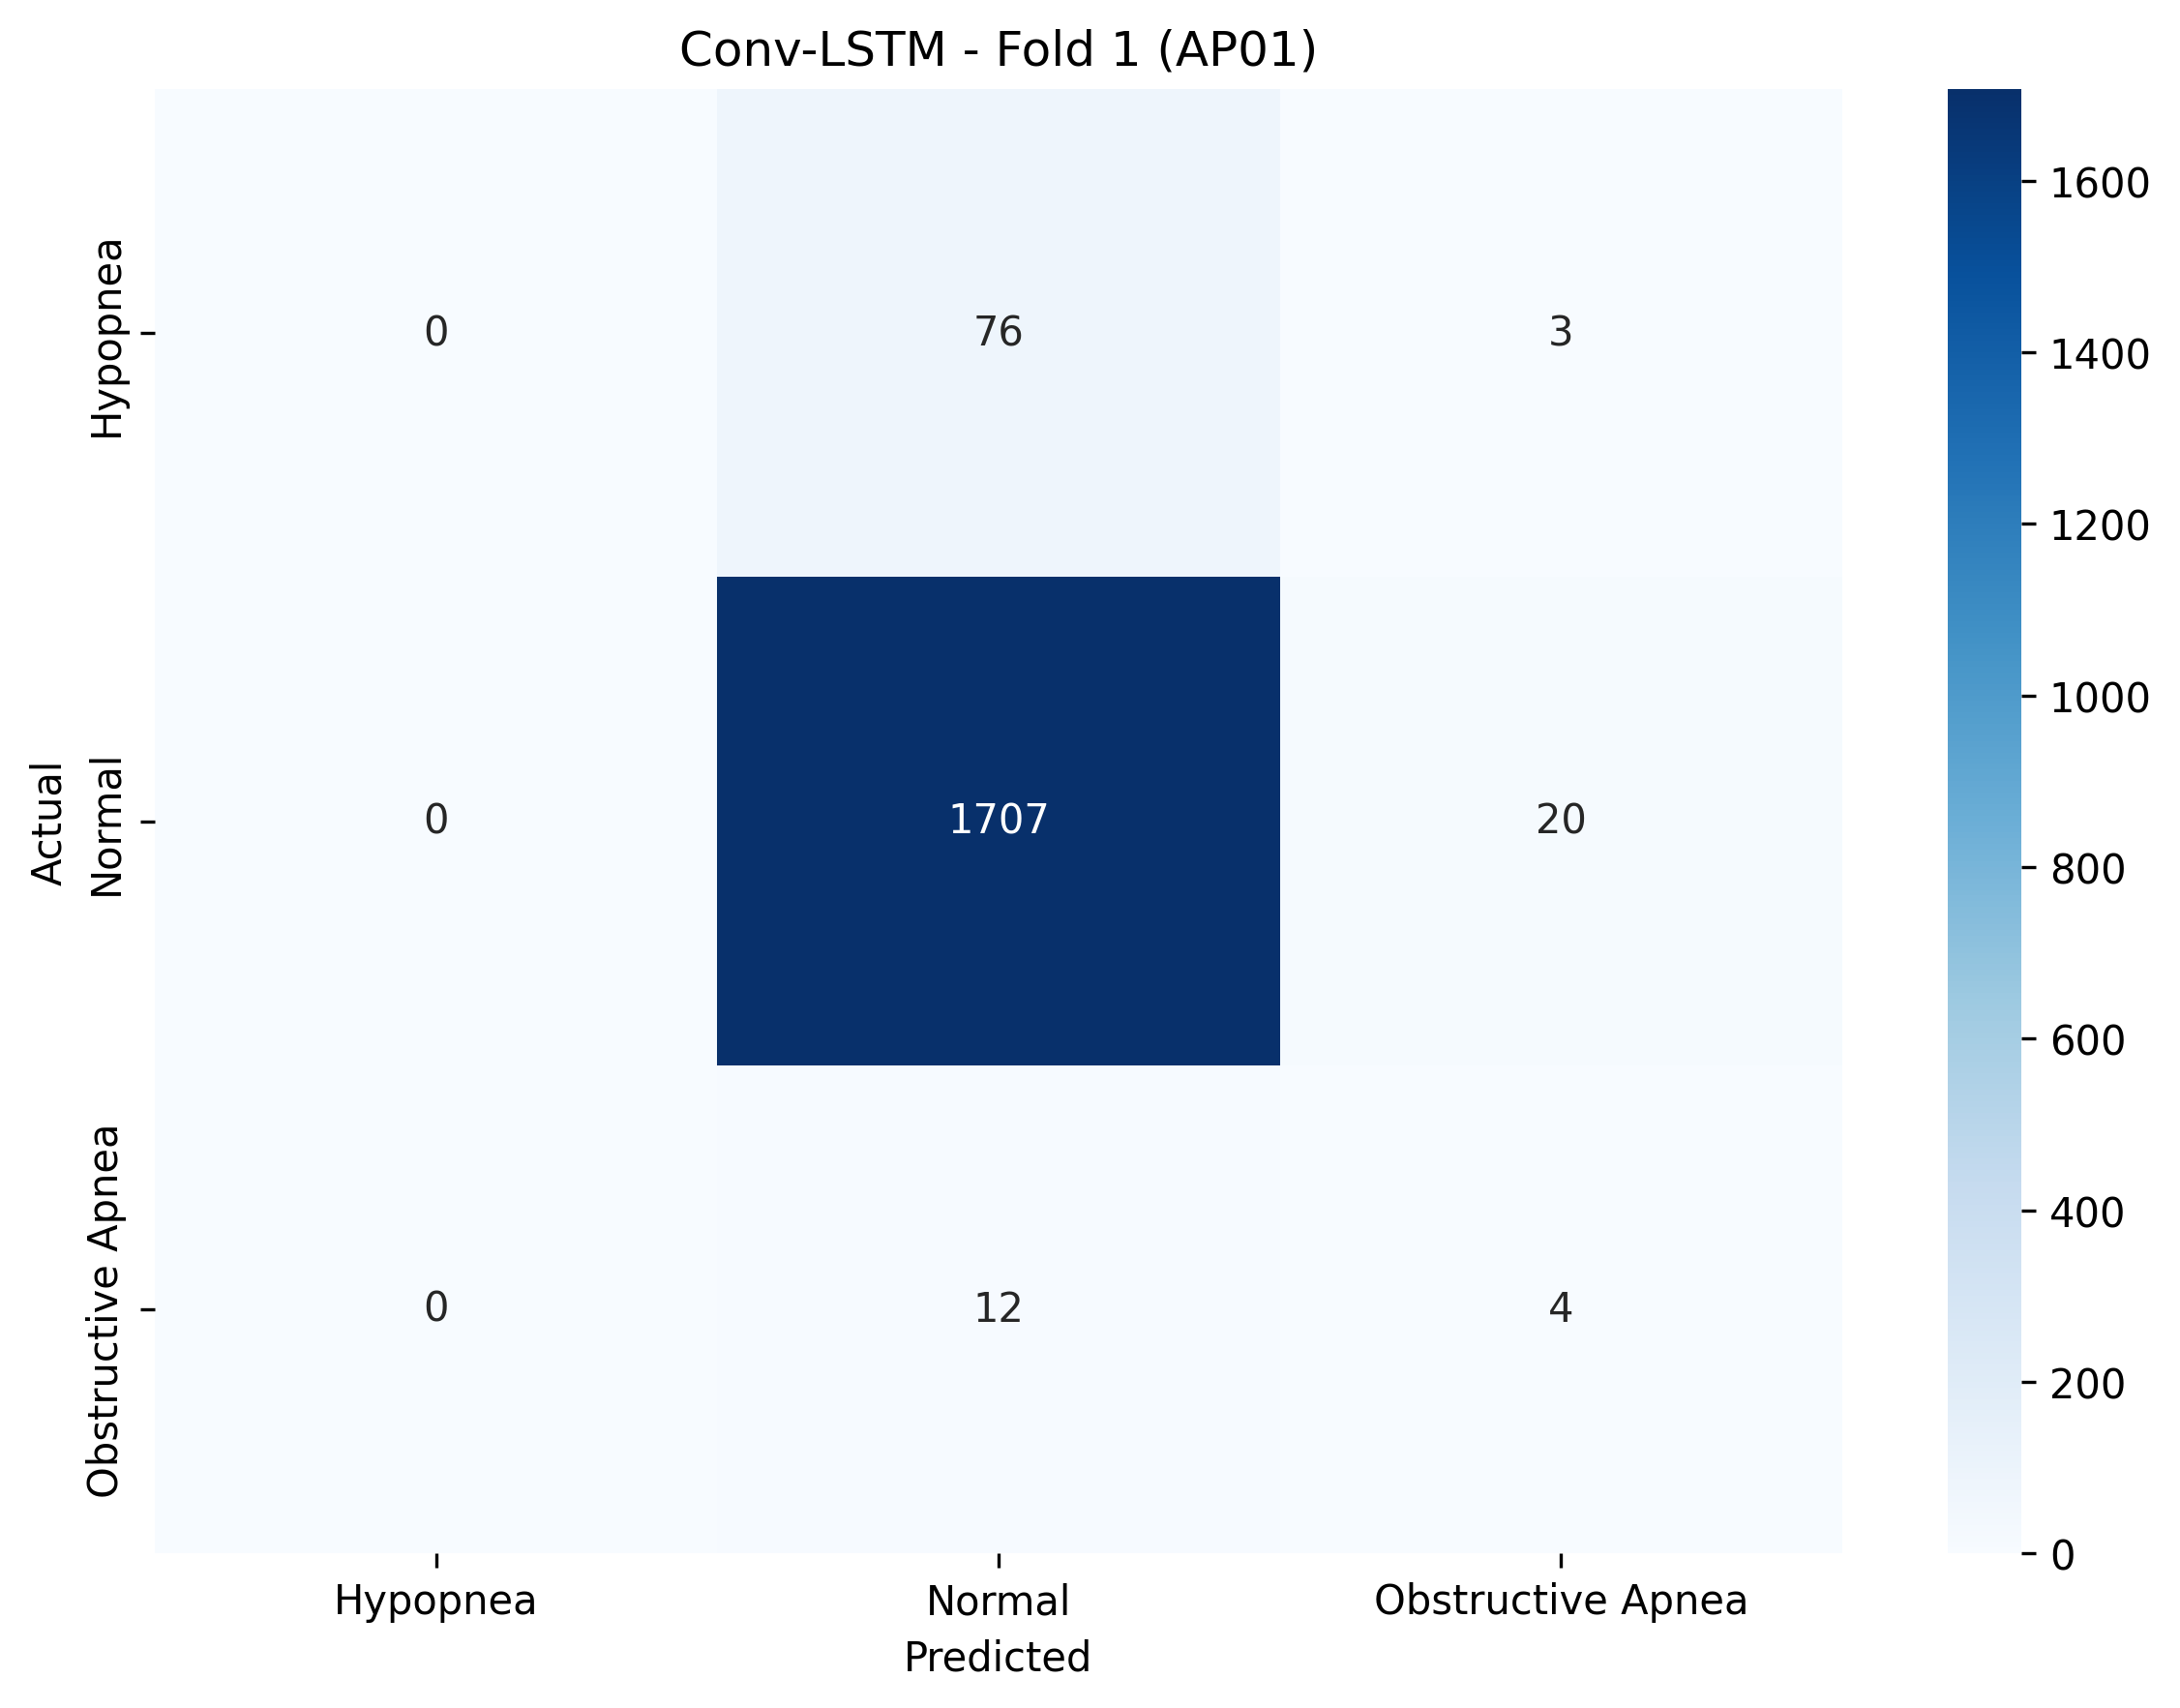 Conv-LSTM - Fold 1 (AP01)
Actual
Hypopnea
0 76 3
Normal
0 1707 20
Obstructive Apnea
0 12 4
Hypopnea Normal Obstructive Apnea
Predicted
1600
1400
1200
1000
800
600
400
200
0